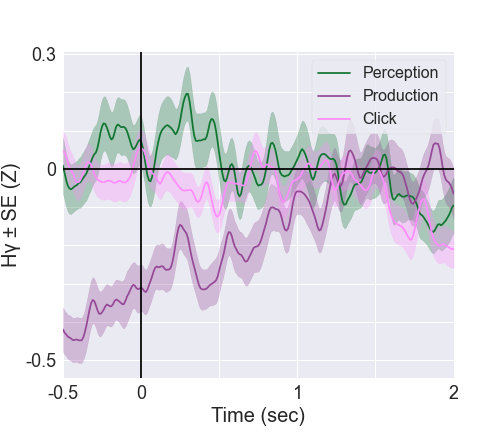 0.3
Perception
Production
Click
0
Hγ ± SE (Z)
-0.5
-0.5 0 1 2
Time (sec)